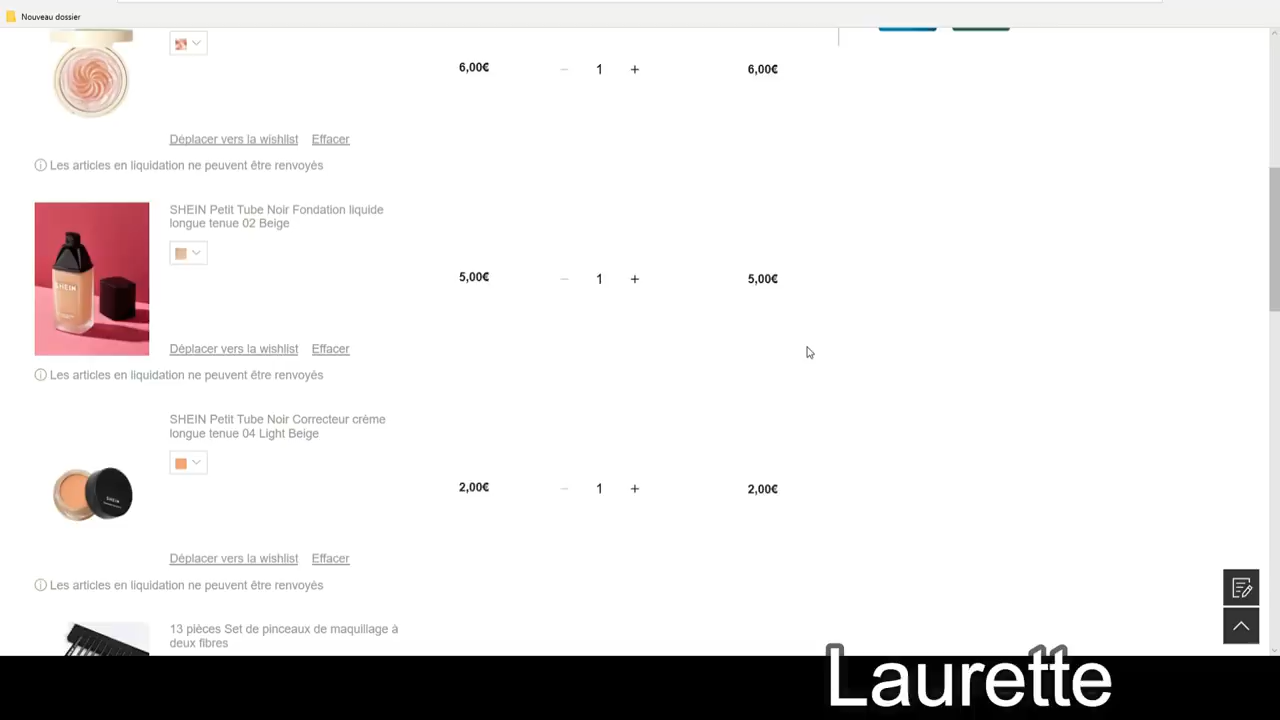 Nouveau dossier
6,00€ − 1 + 6,00€
Déplacer vers la wishlist Effacer
Les articles en liquidation ne peuvent être renvoyés
SHEIN Petit Tube Noir Fondation liquide
longue tenue 02 Beige
5,00€ − 1 + 5,00€
SHEIN
Déplacer vers la wishlist Effacer
Les articles en liquidation ne peuvent être renvoyés
SHEIN Petit Tube Noir Correcteur crème
longue tenue 04 Light Beige
2,00€ − 1 + 2,00€
SHEIN
Déplacer vers la wishlist Effacer
Les articles en liquidation ne peuvent être renvoyés
13 pièces Set de pinceaux de maquillage à
deux fibres
Laurette